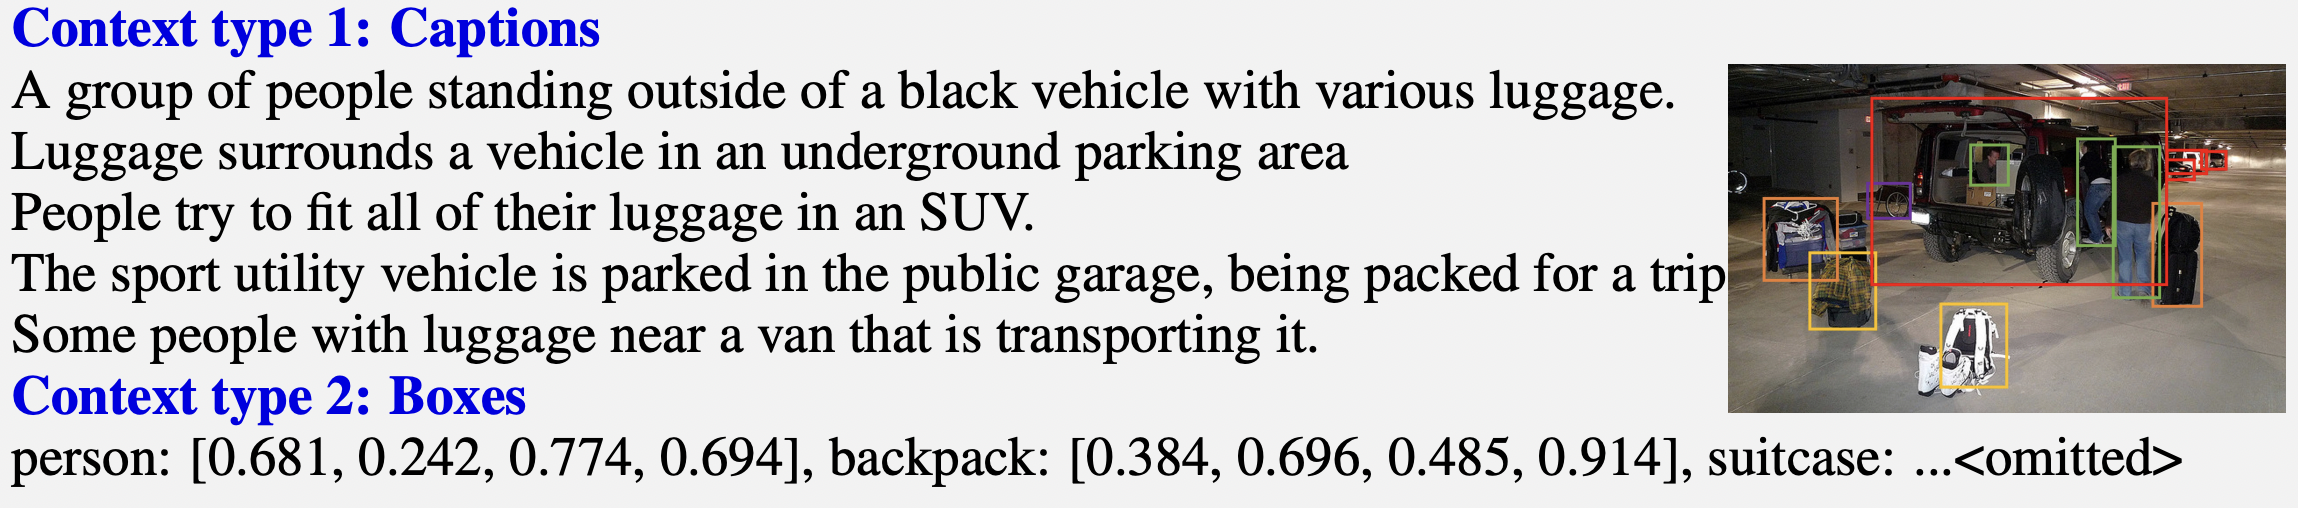 Context type 1: Captions
A group of people standing outside of a black vehicle with various luggage.
Luggage surrounds a vehicle in an underground parking area
People try to fit all of their luggage in an SUV.
The sport utility vehicle is parked in the public garage, being packed for a trip
Some people with luggage near a van that is transporting it.
Context type 2: Boxes
person: [0.681, 0.242, 0.774, 0.694], backpack: [0.384, 0.696, 0.485, 0.914], suitcase: ...<omitted>